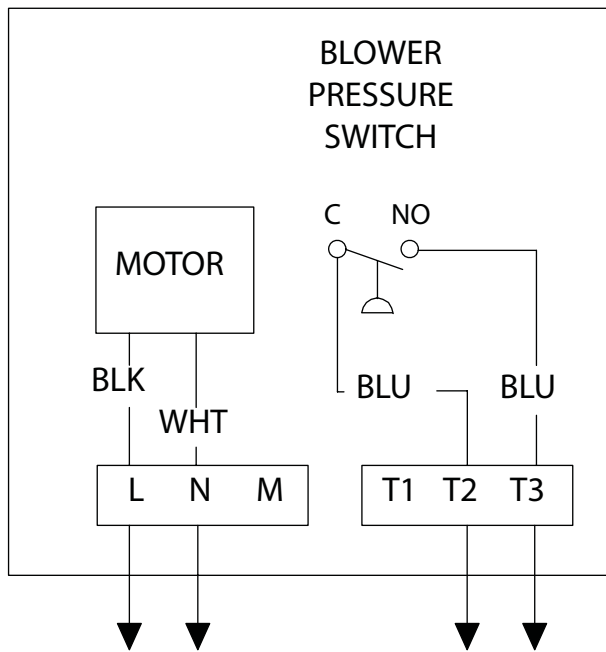 BLOWER
PRESSURE
SWITCH
C NO
MOTOR
BLK
BLU BLU
WHT
L N M
T1 T2 T3